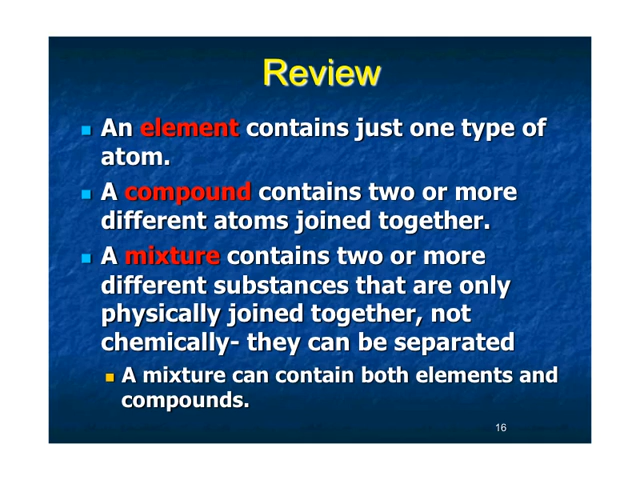 Review
An element contains just one type of
atom.
A compound contains two or more
different atoms joined together.
A mixture contains two or more
different substances that are only
physically joined together, not
chemically- they can be separated
A mixture can contain both elements and
compounds.
16